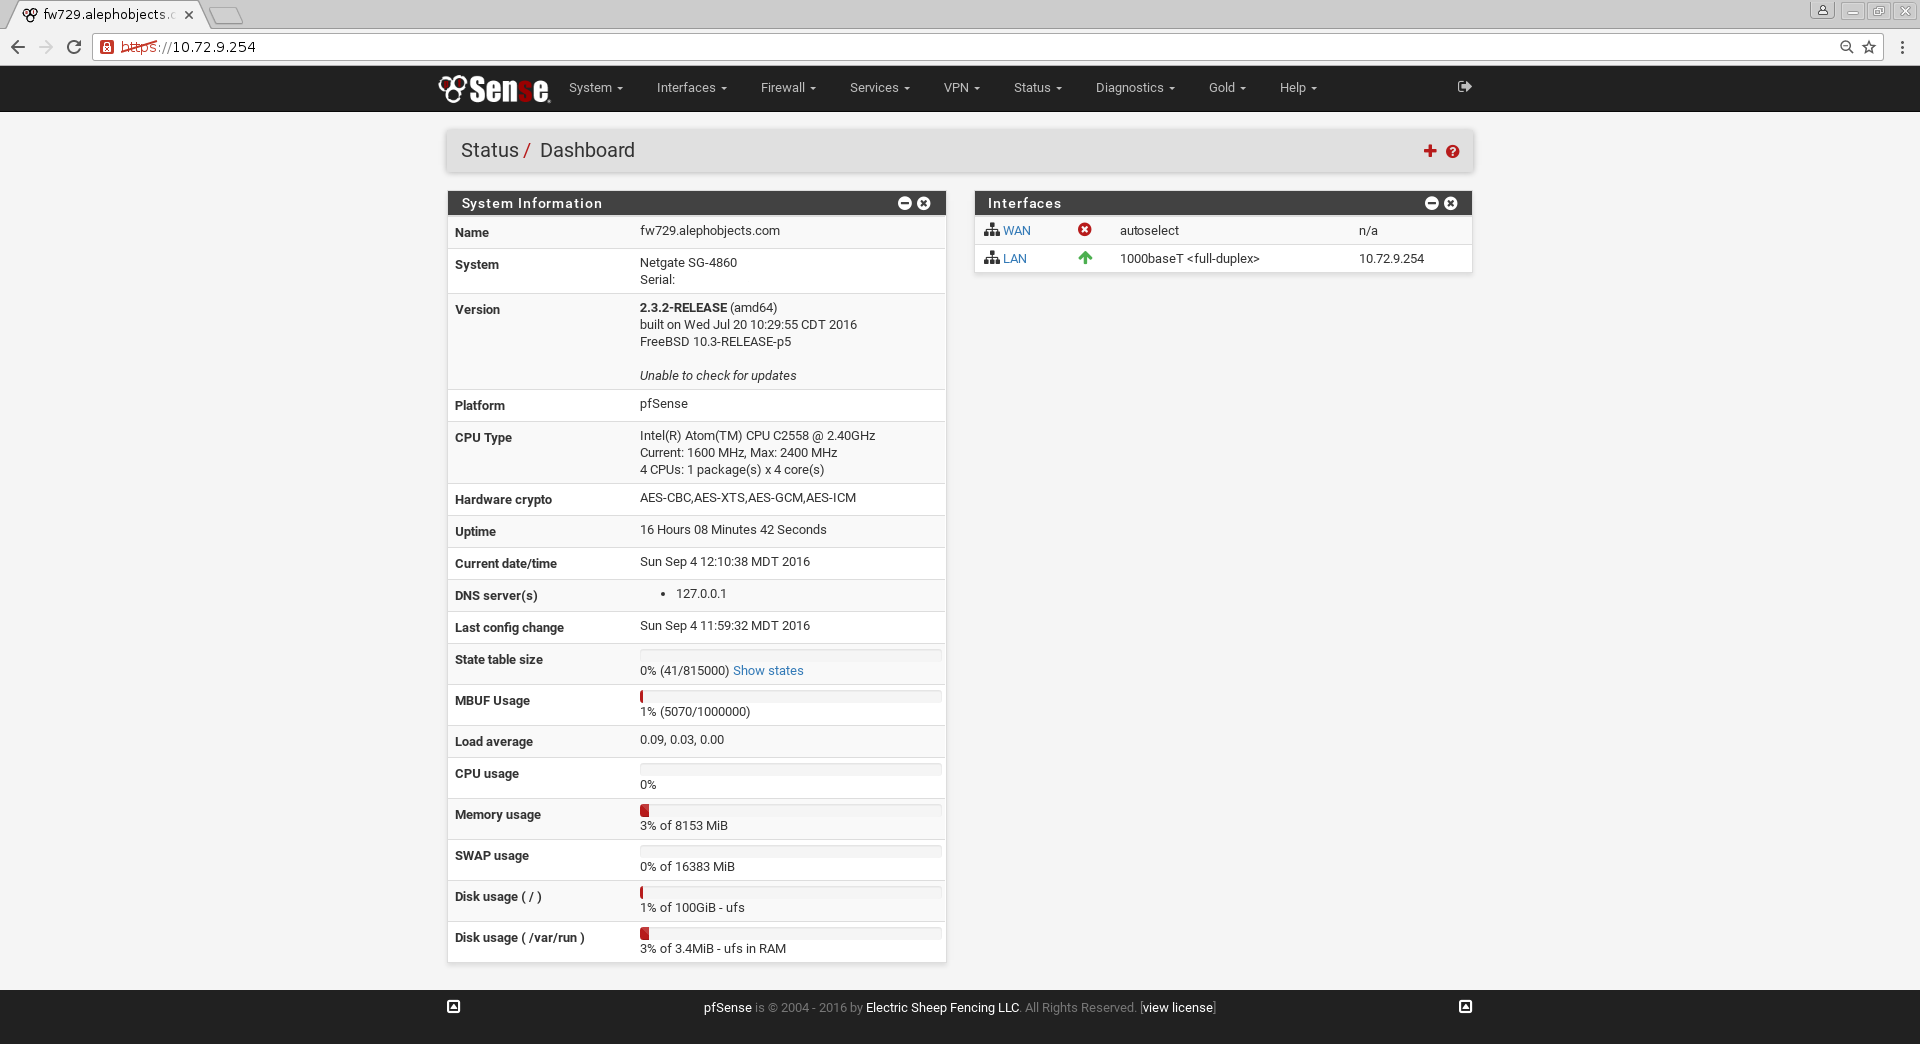 fw729.alephobjects.c
https://10.72.9.254
Sense
System
Interfaces
Firewall
Services
VPN
Status
Diagnostics
Gold
Help
Status / Dashboard
System Information
Name
fw729.alephobjects.com
System
Netgate SG-4860
Serial:
Version
2.3.2-RELEASE (amd64)
built on Wed Jul 20 10:29:55 CDT 2016
FreeBSD 10.3-RELEASE-p5
Unable to check for updates
Platform
pfSense
CPU Type
Intel(R) Atom(TM) CPU C2558 @ 2.40GHz
Current: 1600 MHz, Max: 2400 MHz
4 CPUs: 1 package(s) x 4 core(s)
Hardware crypto
AES-CBC,AES-XTS,AES-GCM,AES-ICM
Uptime
16 Hours 08 Minutes 42 Seconds
Current date/time
Sun Sep 4 12:10:38 MDT 2016
DNS server(s)
• 127.0.0.1
Last config change
Sun Sep 4 11:59:32 MDT 2016
State table size
0% (41/815000) Show states
MBUF Usage
1% (5070/1000000)
Load average
0.09, 0.03, 0.00
CPU usage
0%
Memory usage
3% of 8153 MiB
SWAP usage
0% of 16383 MiB
Disk usage ( / )
1% of 100GiB - ufs
Disk usage ( /var/run )
3% of 3.4MiB - ufs in RAM
Interfaces
WAN
autoselect
n/a
LAN
1000baseT <full-duplex>
10.72.9.254
pfSense is © 2004 - 2016 by Electric Sheep Fencing LLC. All Rights Reserved. [view license]